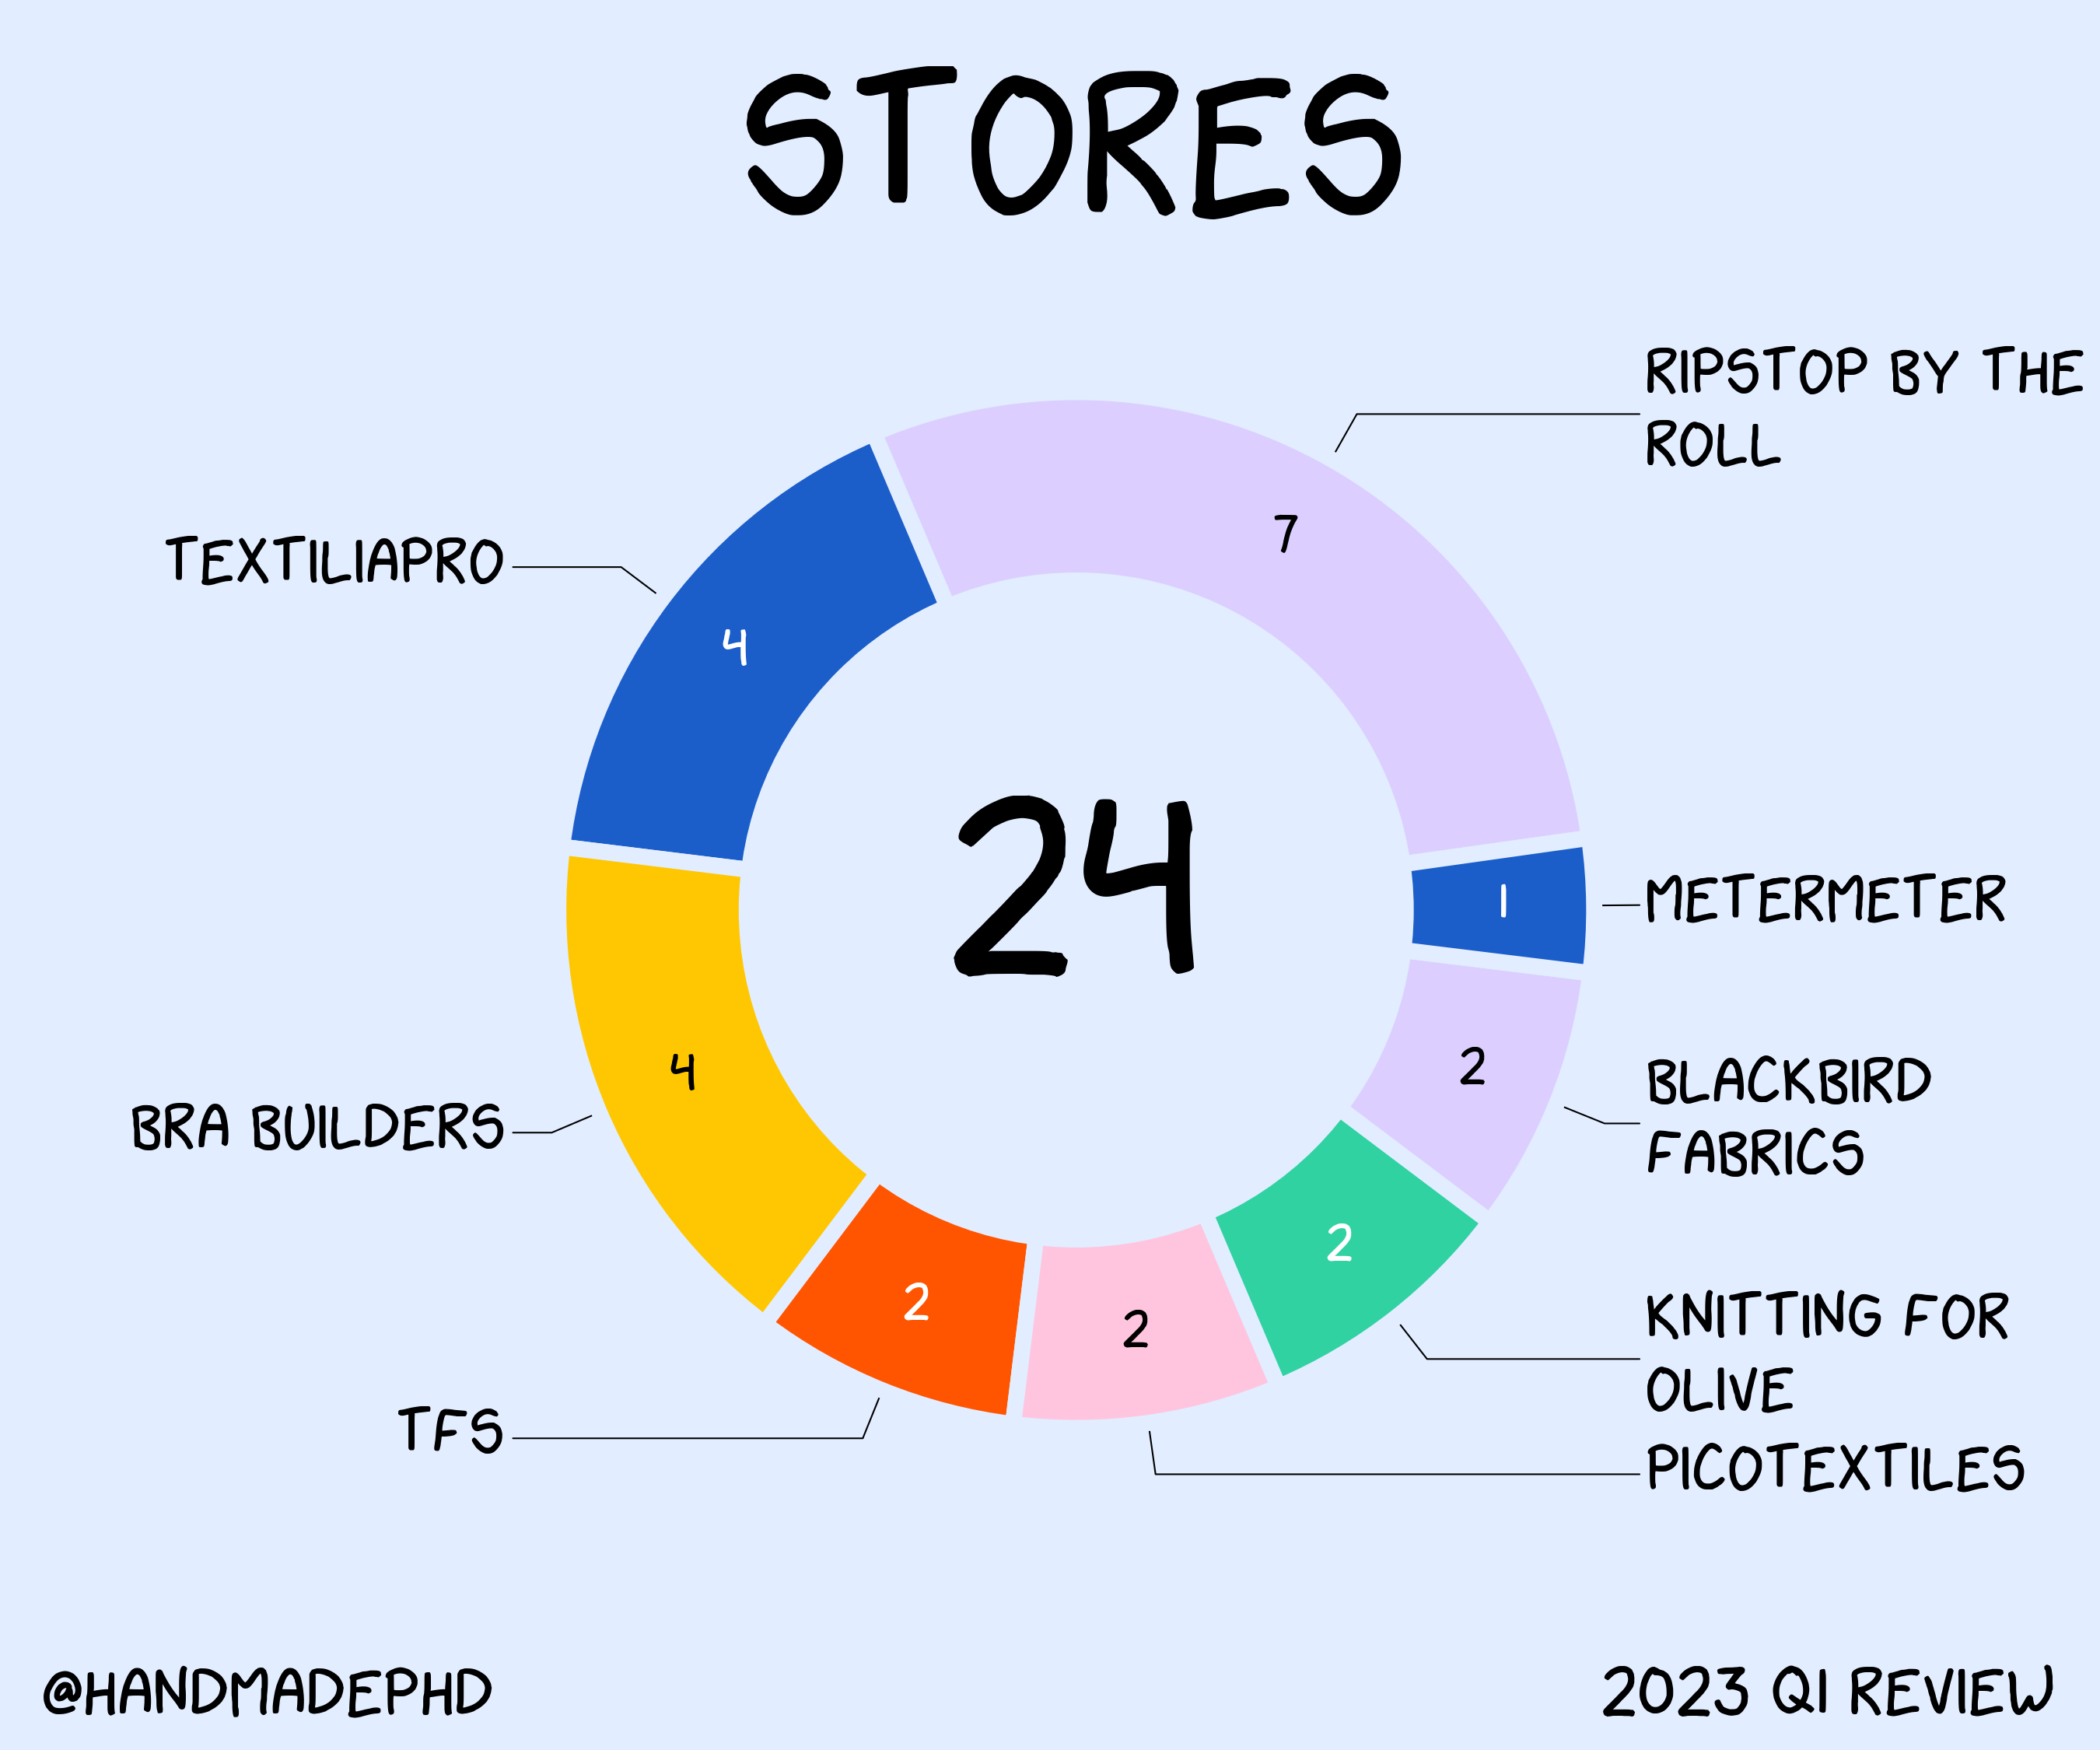 STORES
RIPSTOP BY THE
ROLL
7
TEXTILIAPRO
4
24
1
METERMETER
2
BLACKBIRD
FABRICS
4
BRA BUILDERS
2
KNITTING FOR
OLIVE
2
2
TFS
PICOTEXTILES
@HANDMADEPHD
2023 Q1 REVIEW